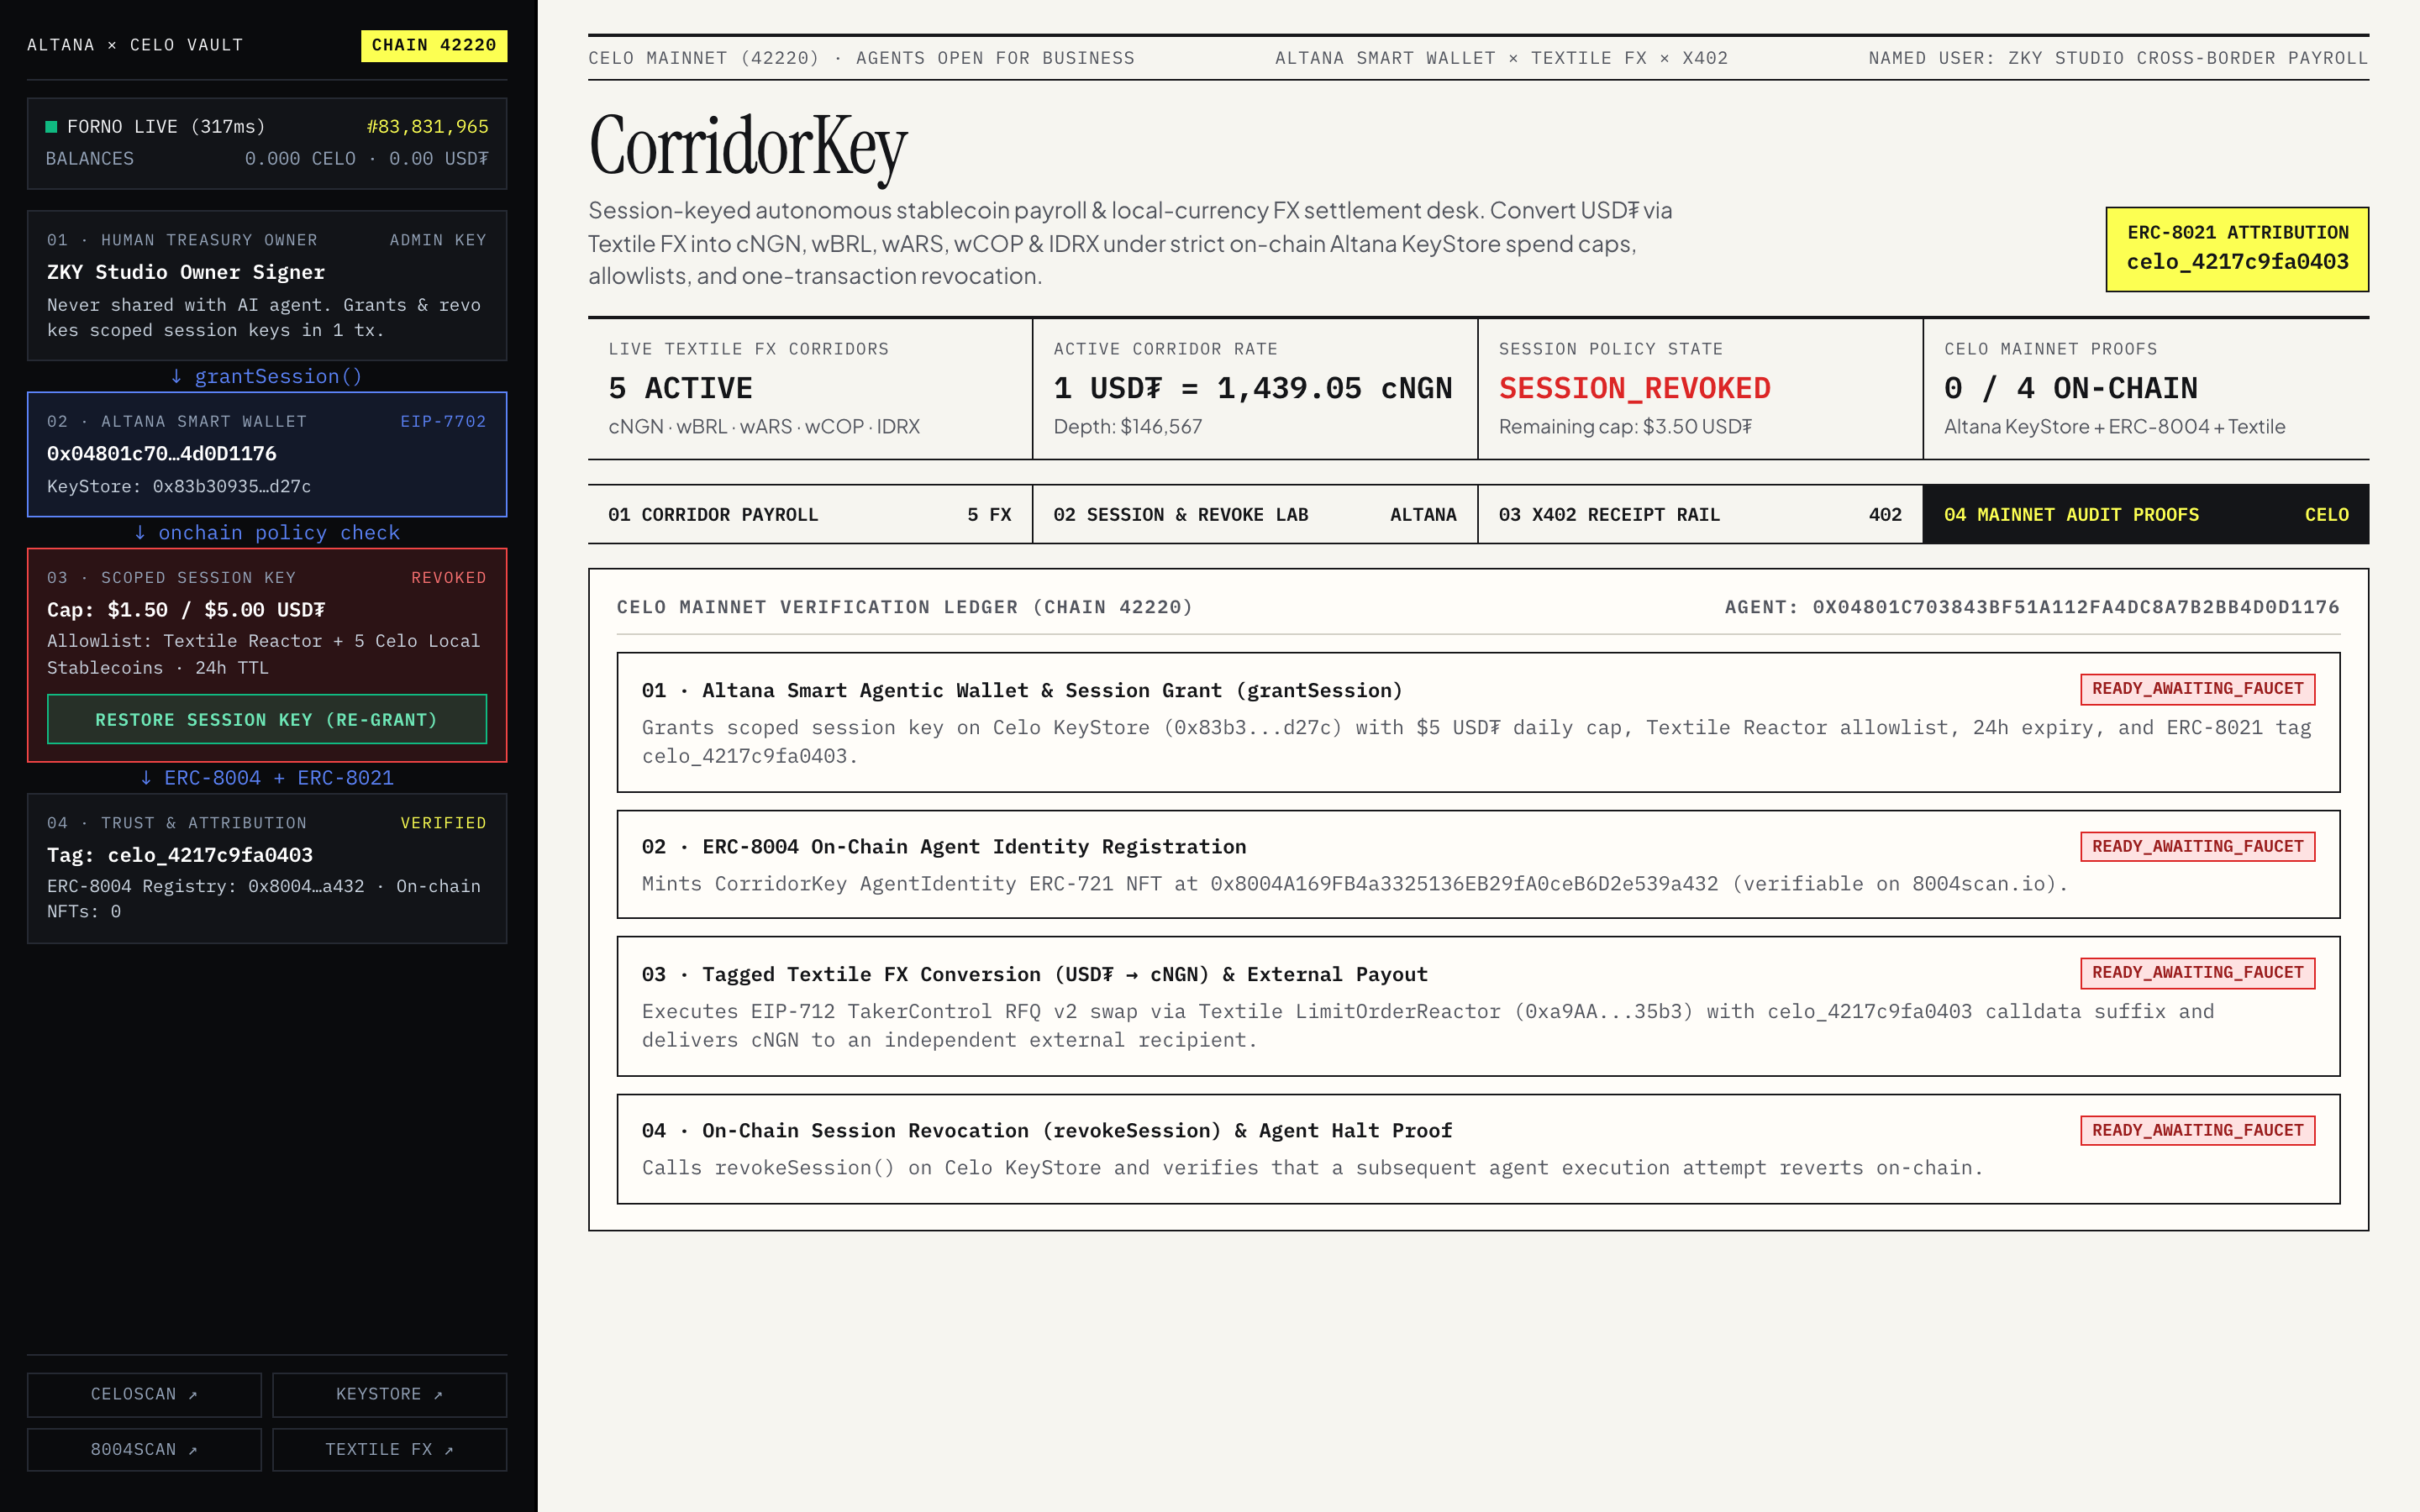 ALTANA × CELO VAULT
CHAIN 42220
FORNO LIVE (317ms)
#83,831,965
BALANCES
0.000 CELO · 0.00 USD₮
01 · HUMAN TREASURY OWNER
ADMIN KEY
ZKY Studio Owner Signer
Never shared with AI agent. Grants & revo
kes scoped session keys in 1 tx.
↓ grantSession()
02 · ALTANA SMART WALLET
EIP-7702
0x04801c70…4d0D1176
KeyStore: 0x83b30935…d27c
↓ onchain policy check
03 · SCOPED SESSION KEY
REVOKED
Cap: $1.50 / $5.00 USD₮
Allowlist: Textile Reactor + 5 Celo Local
Stablecoins · 24h TTL
RESTORE SESSION KEY (RE-GRANT)
↓ ERC-8004 + ERC-8021
04 · TRUST & ATTRIBUTION
VERIFIED
Tag: celo_4217c9fa0403
ERC-8004 Registry: 0x8004…a432 · On-chain
NFTs: 0
CELOSCAN ↗
KEYSTORE ↗
8004SCAN ↗
TEXTILE FX ↗
CELO MAINNET (42220) · AGENTS OPEN FOR BUSINESS
ALTANA SMART WALLET × TEXTILE FX × X402
NAMED USER: ZKY STUDIO CROSS-BORDER PAYROLL
CorridorKey
Session-keyed autonomous stablecoin payroll & local-currency FX settlement desk. Convert USD₮ via
Textile FX into cNGN, wBRL, wARS, wCOP & IDRX under strict on-chain Altana KeyStore spend caps,
allowlists, and one-transaction revocation.
ERC-8021 ATTRIBUTION
celo_4217c9fa0403
LIVE TEXTILE FX CORRIDORS
5 ACTIVE
cNGN · wBRL · wARS · wCOP · IDRX
ACTIVE CORRIDOR RATE
1 USD₮ = 1,439.05 cNGN
Depth: $146,567
SESSION POLICY STATE
SESSION_REVOKED
Remaining cap: $3.50 USD₮
CELO MAINNET PROOFS
0 / 4 ON-CHAIN
Altana KeyStore + ERC-8004 + Textile
01 CORRIDOR PAYROLL
5 FX
02 SESSION & REVOKE LAB
ALTANA
03 X402 RECEIPT RAIL
402
04 MAINNET AUDIT PROOFS
CELO
CELO MAINNET VERIFICATION LEDGER (CHAIN 42220)
AGENT: 0X04801C703843BF51A112FA4DC8A7B2BB4D0D1176
01 · Altana Smart Agentic Wallet & Session Grant (grantSession)
READY_AWAITING_FAUCET
Grants scoped session key on Celo KeyStore (0x83b3...d27c) with $5 USD₮ daily cap, Textile Reactor allowlist, 24h expiry, and ERC-8021 tag
celo_4217c9fa0403.
02 · ERC-8004 On-Chain Agent Identity Registration
READY_AWAITING_FAUCET
Mints CorridorKey AgentIdentity ERC-721 NFT at 0x8004A169FB4a3325136EB29fA0ceB6D2e539a432 (verifiable on 8004scan.io).
03 · Tagged Textile FX Conversion (USD₮ → cNGN) & External Payout
READY_AWAITING_FAUCET
Executes EIP-712 TakerControl RFQ v2 swap via Textile LimitOrderReactor (0xa9AA...35b3) with celo_4217c9fa0403 calldata suffix and
delivers cNGN to an independent external recipient.
04 · On-Chain Session Revocation (revokeSession) & Agent Halt Proof
READY_AWAITING_FAUCET
Calls revokeSession() on Celo KeyStore and verifies that a subsequent agent execution attempt reverts on-chain.